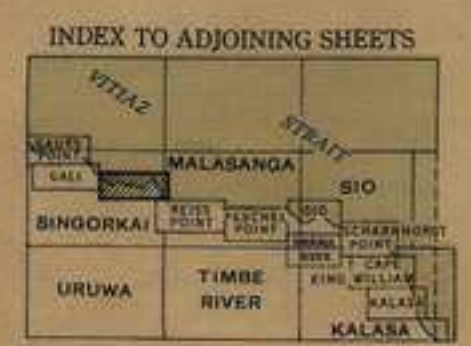 INDEX TO ADJOINING SHEETS
VITIAZ
STRAIT
POINT
GALI
MALASANGA
SIO
SINGORKAI
REISS
POINT
POINT
SIO
SCHARNHORST
POINT
URUWA
TIMBE
RIVER
KING
CAPE
WILLIAM
KALASA
KALASA